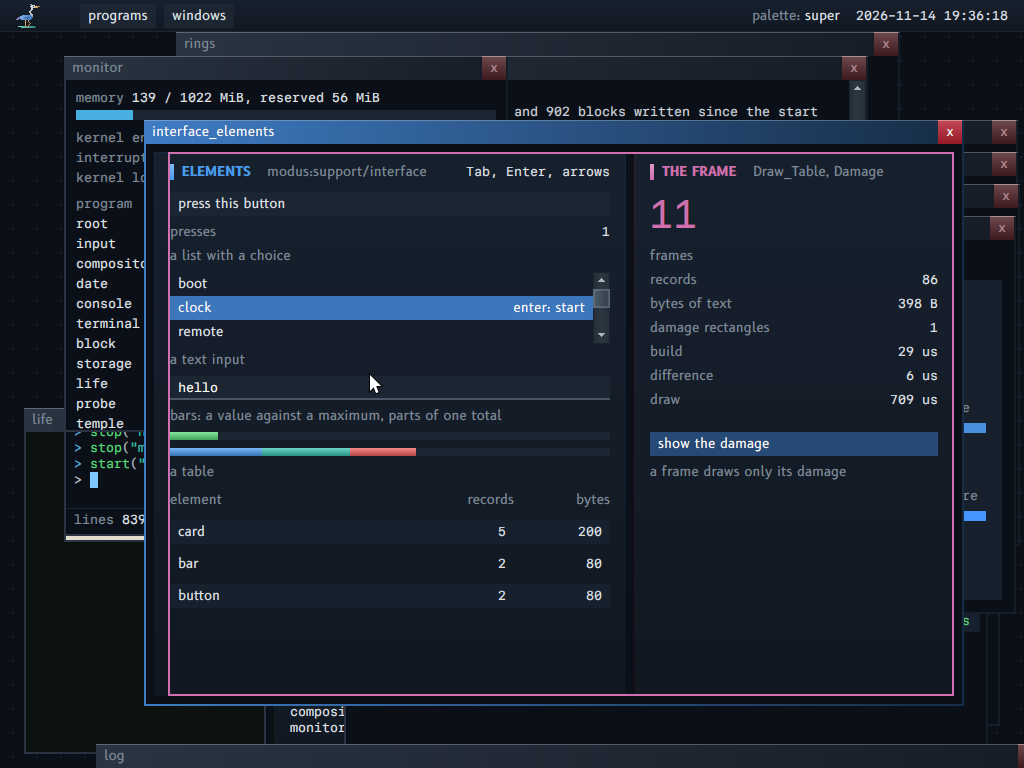 programs windows palette: super 2026-11-14 19:36:18
rings x
monitor x x
memory 139 / 1022 MiB, reserved 56 MiB
and 902 blocks written since the start
interface_elements x x
kernel
interrupt
kernel
x
x
x
program
root
input
date
console
terminal
block
storage
life
probe
temple
ELEMENTS modus:support/interface Tab, Enter, arrows
press this button
presses 1
a list with a choice
boot
clock enter: start
remote
a text input
hello
bars: a value against a maximum, parts of one total
a table
element records bytes
card 5 200
bar 2 80
button 2 80
THE FRAME Draw_Table, Damage
11
frames
records 86
bytes of text 398 B
damage rectangles 1
build 29 us
difference 6 us
draw 709 us
show the damage
a frame draws only its damage
life
> stop("m
> start("
>
lines 839
monitor
log